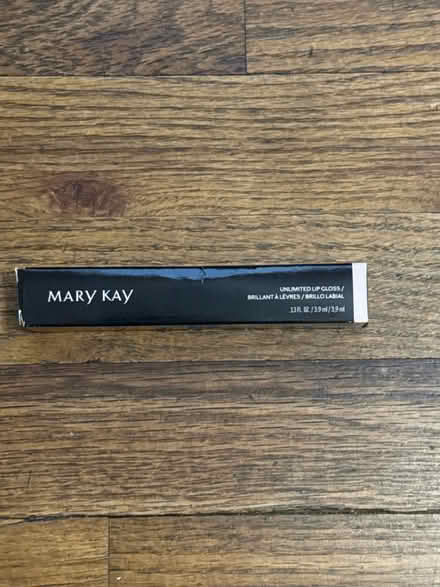 MARY KAY
UNLIMITED LIP GLOSS /
BRILLANT À LÈVRES / BRILLO LABIAL
.13 FL. OZ. / 3.9 ml / 3,9 ml